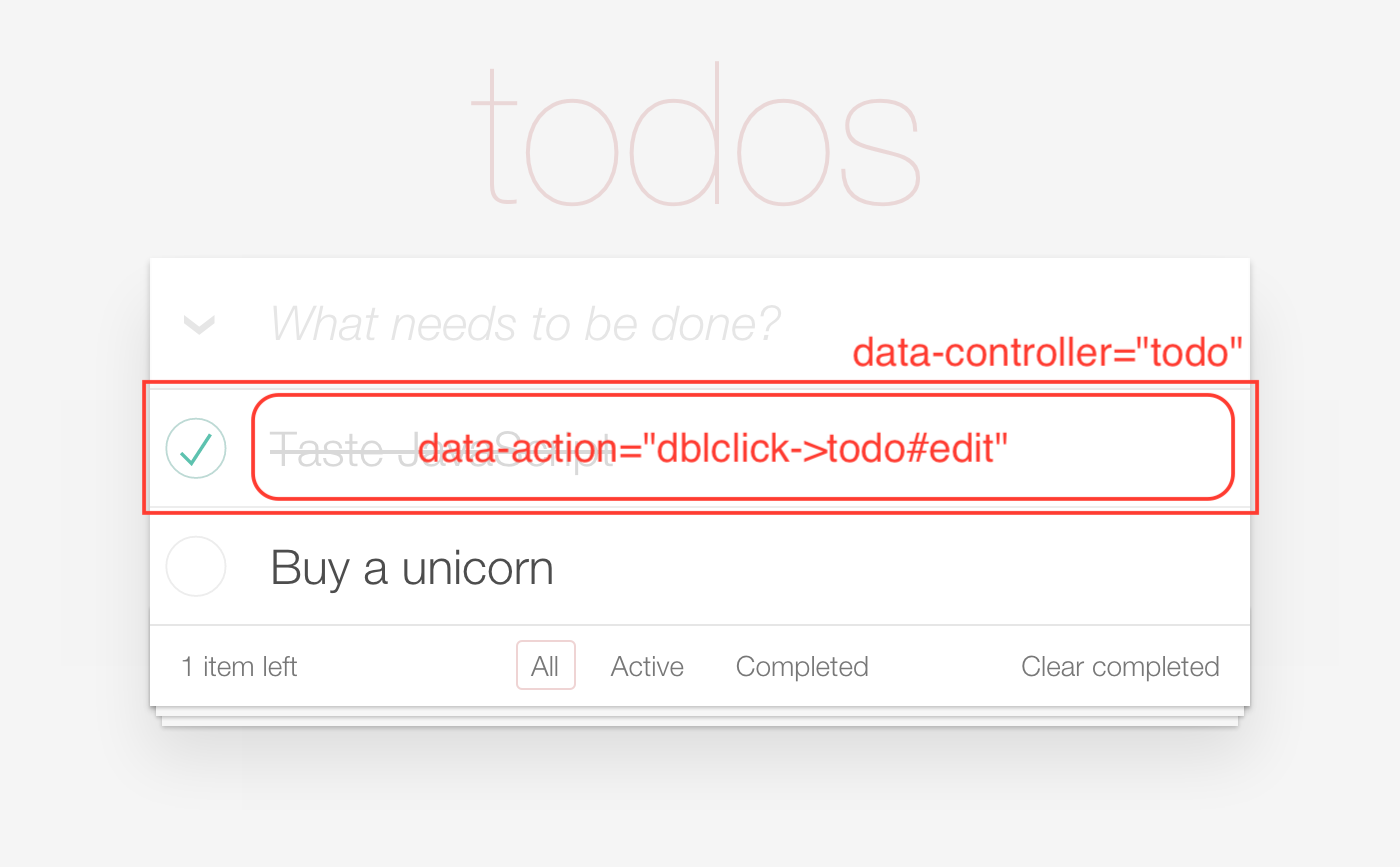 todos
What needs to be done?
data-controller="todo"
Taste JavaScript
data-action="dblclick->todo#edit"
Buy a unicorn
1 item left All Active Completed Clear completed